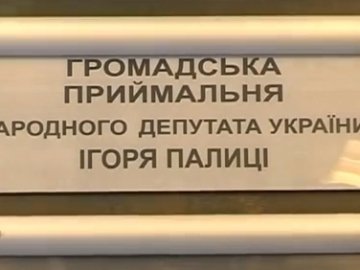 ГРОМАДСЬКА
ПРИЙМАЛЬНЯ
АРОДНОГО ДЕПУТАТА УКРАЇНИ
ІГОРЯ ПАЛИЦІ